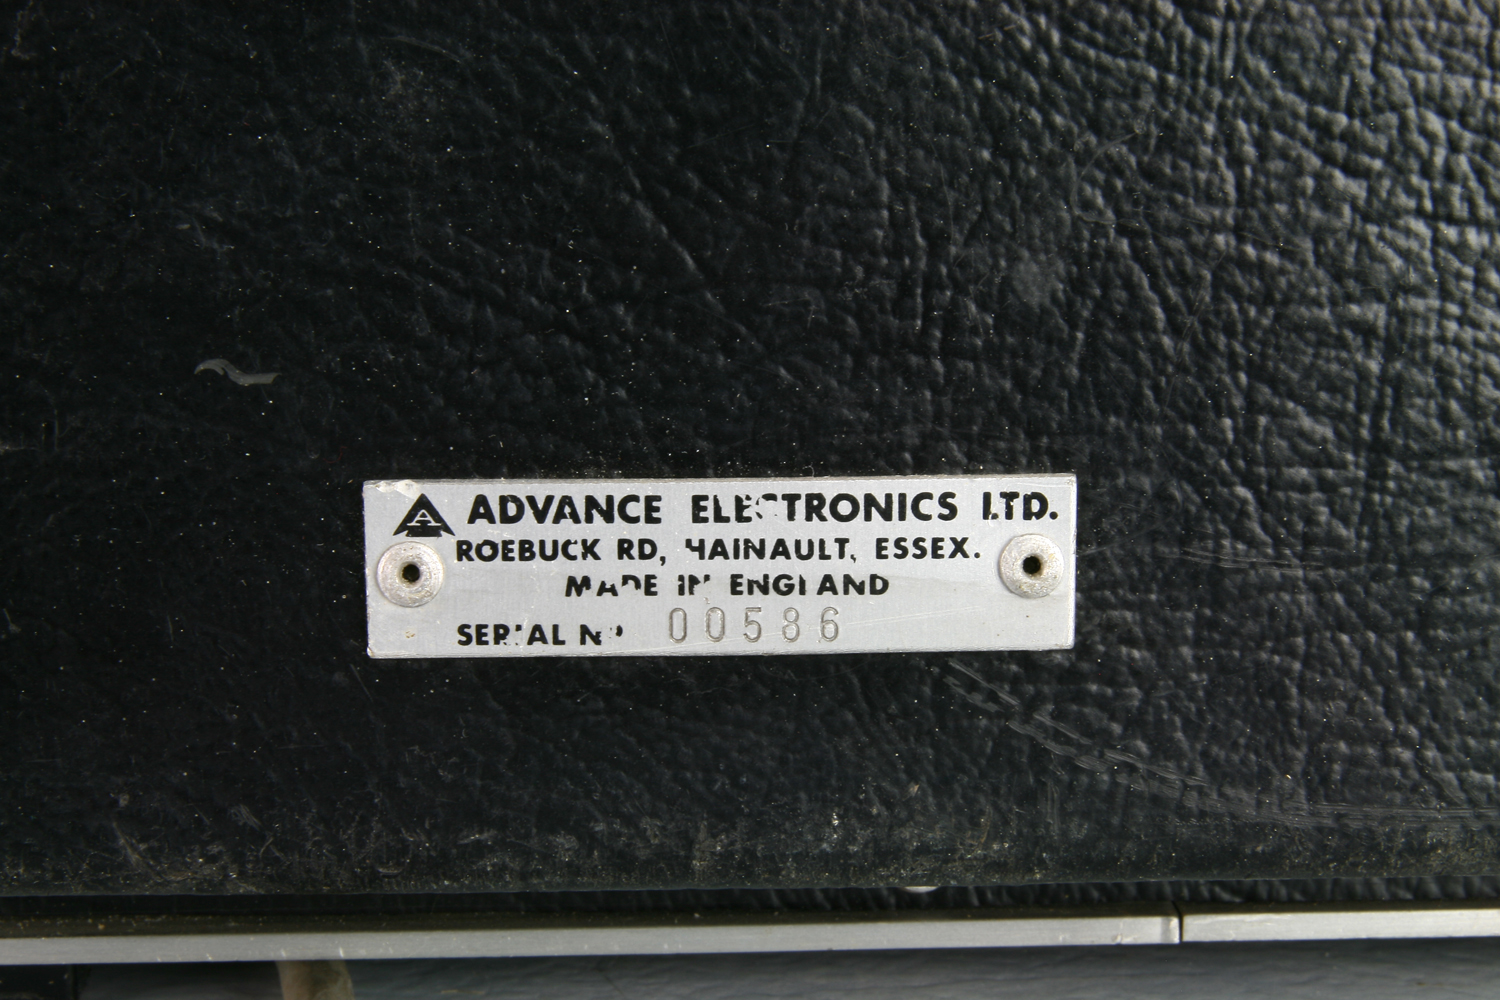 ADVANCE ELECTRONICS LTD.
ROEBUCK RD, HAINAULT, ESSEX.
MADE IN ENGLAND
SERIAL No 00586